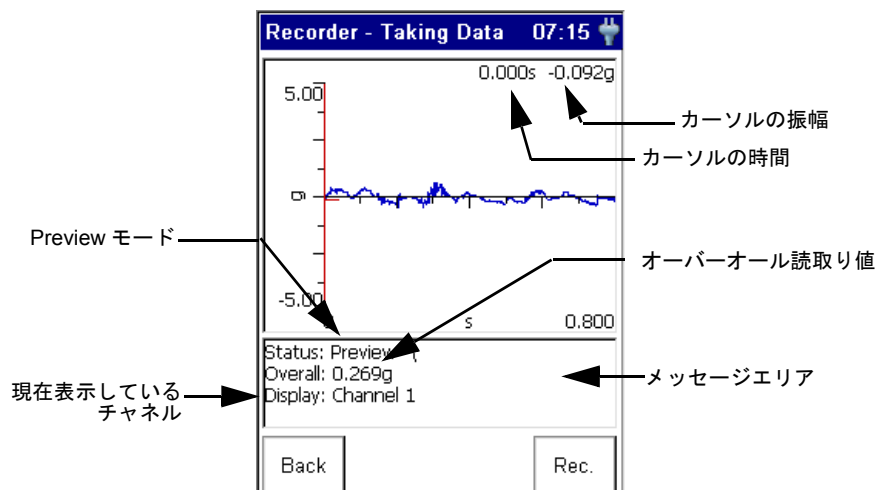 Recorder - Taking Data 07:15
0.000s -0.092g
5.00
カーソルの振幅
カーソルの時間
g
Preview モード
オーバーオール読取り値
-5.00
s
0.800
Status: Preview
Overall: 0.269g
メッセージエリア
現在表示している
チャネル
Display: Channel 1
Back
Rec.